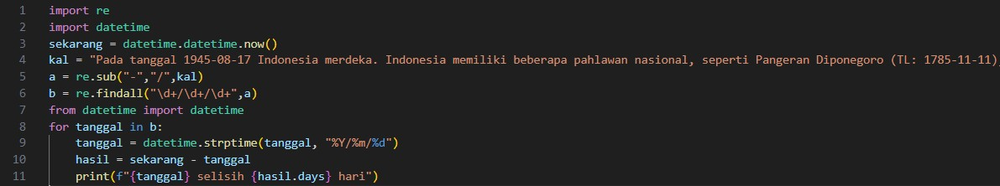 1 import re
2 import datetime
3 sekarang = datetime.datetime.now()
4 kal = "Pada tanggal 1945-08-17 Indonesia merdeka. Indonesia memiliki beberapa pahlawan nasional, seperti Pangeran Diponegoro (TL: 1785-11-11)
5 a = re.sub("-","/",kal)
6 b = re.findall("\d+/\d+/\d+",a)
7 from datetime import datetime
8 for tanggal in b:
9     tanggal = datetime.strptime(tanggal, "%Y/%m/%d")
10     hasil = sekarang - tanggal
11     print(f"{tanggal} selisih {hasil.days} hari")